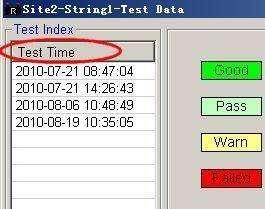 Site2-String1-Test Data
Test Index
Test Time
2010-07-21 08:47:04
2010-07-21 14:26:43
2010-08-06 10:48:49
2010-08-19 10:35:05
Good
Pass
Warn
Failed